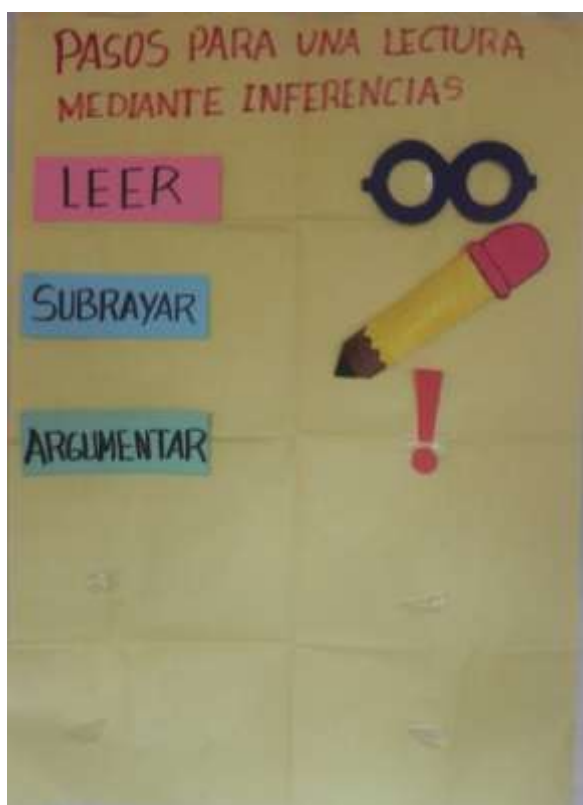 PASOS PARA UNA LECTURA
MEDIANTE INFERENCIAS
LEER
SUBRAYAR
ARGUMENTAR